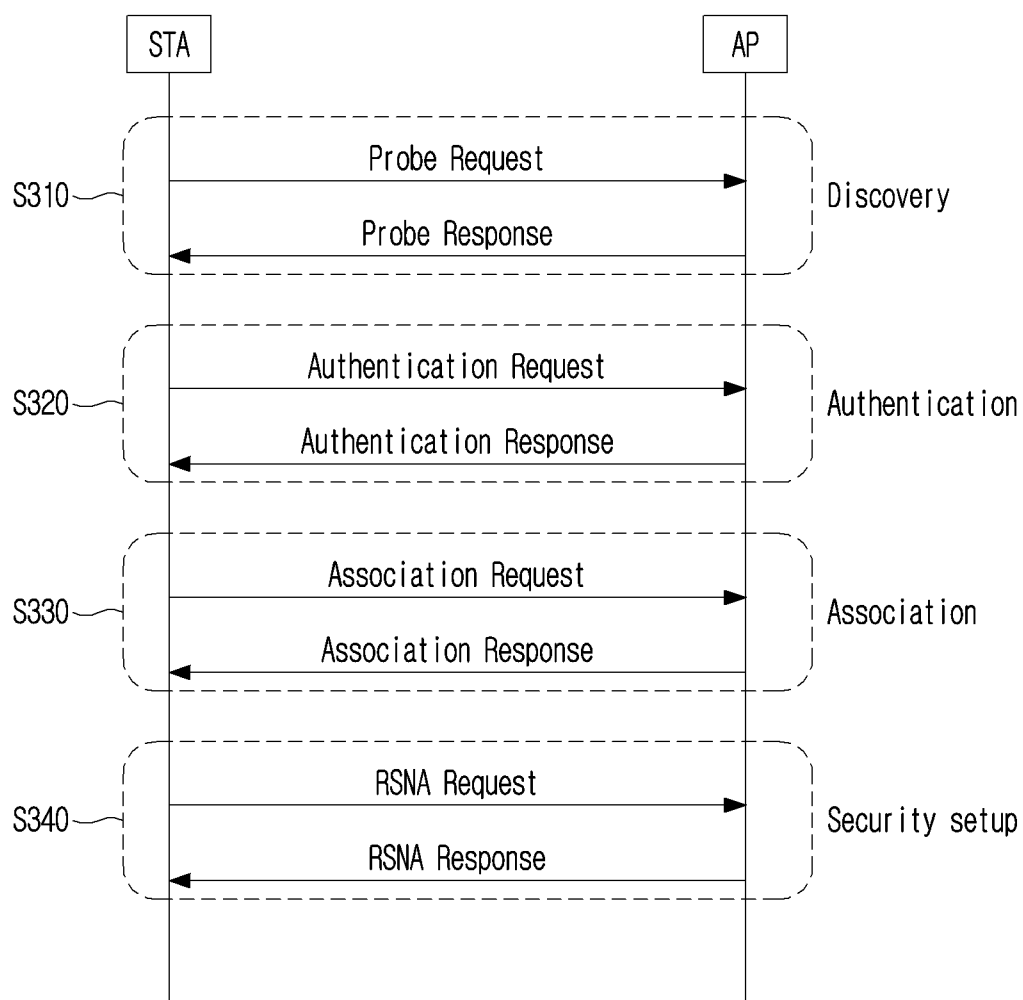 STA
AP
Probe Request
S310
Discovery
Probe Response
Authentication Request
S320
Authentication
Authentication Response
Association Request
S330
Association
Association Response
RSNA Request
S340
Security setup
RSNA Response